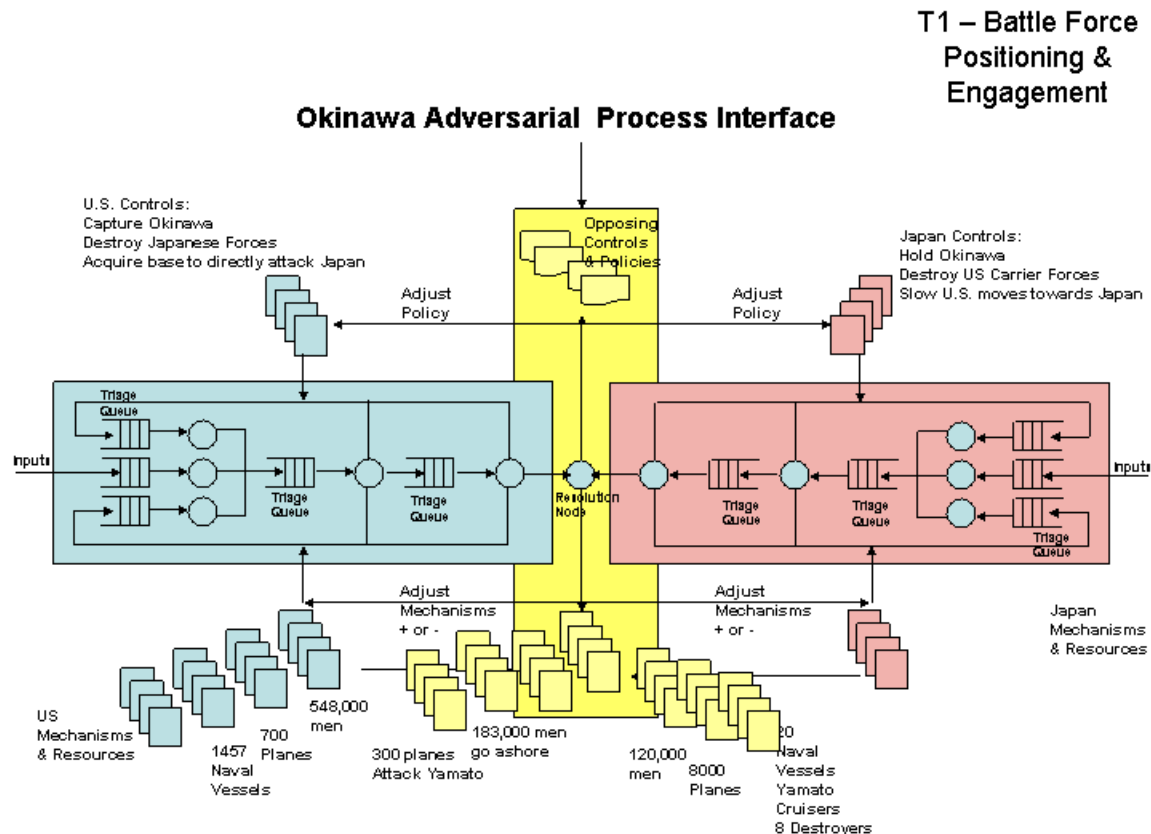 T1 – Battle Force
Positioning &
Engagement
Okinawa Adversarial Process Interface
U.S. Controls:
Capture Okinawa
Destroy Japanese Forces
Acquire base to directly attack Japan
Opposing
Controls
& Policies
Japan Controls:
Hold Okinawa
Destroy US Carrier Forces
Slow U.S. moves towards Japan
Adjust
Policy
Adjust
Policy
Triage
Queue
Inputs
Triage
Queue
Triage
Queue
Resolution
Node
Triage
Queue
Triage
Queue
Triage
Queue
Inputs
Adjust
Mechanisms
+ or -
Adjust
Mechanisms
+ or -
Japan
Mechanisms
& Resources
US
Mechanisms
& Resources
1457
Naval
Vessels
700
Planes
548,000
men
300 planes
Attack Yamato
183,000 men
go ashore
120,000
men
8000
Planes
20
Naval
Vessels
Yamato
Cruisers
8 Destroyers